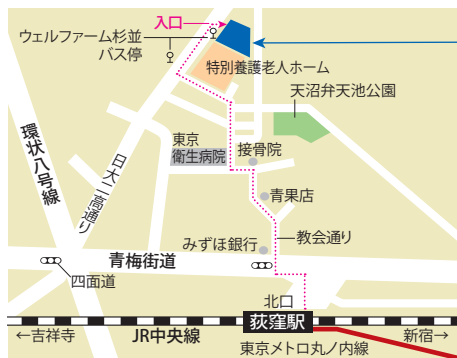 入口
ウェルファーム杉並
バス停
特別養護老人ホーム
天沼弁天池公園
環状八号線
日大二高通り
東京
衛生病院
接骨院
青果店
みずほ銀行
教会通り
青梅街道
四面道
北口
荻窪駅
←吉祥寺
JR中央線
新宿→
東京メトロ丸ノ内線